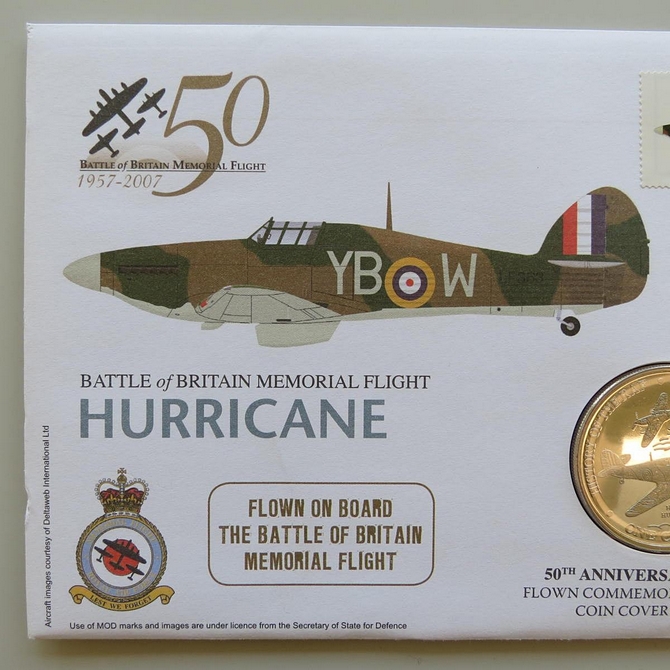 50
BATTLE of BRITAIN MEMORIAL FLIGHT
1957-2007
YB W
BATTLE of BRITAIN MEMORIAL FLIGHT
HURRICANE
FLOWN ON BOARD
THE BATTLE OF BRITAIN
MEMORIAL FLIGHT
LEST WE FORGET
Aircraft images courtesy of Deltaweb International Ltd
Use of MOD marks and images are under licence from the Secretary of State for Defence
50TH ANNIVERSA
FLOWN COMMEMO
COIN COVER